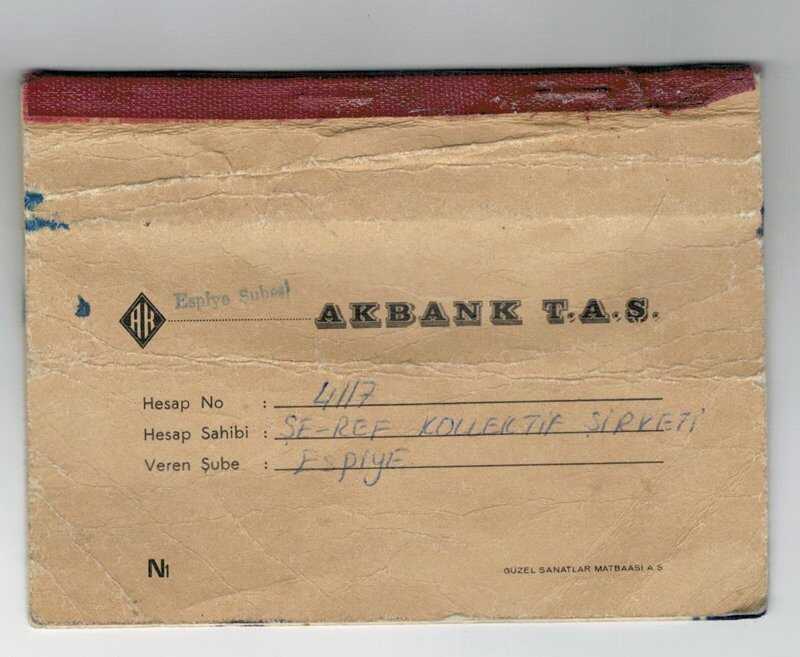 AK
Espiye Şubesi
AKBANK T.A.Ş.
Hesap No : 4117
Hesap Sahibi : ŞE-REF KOLLEKTİF ŞİRKETİ
Veren Şube : Espiye
N1
GÜZEL SANATLAR MATBAASI A.Ş